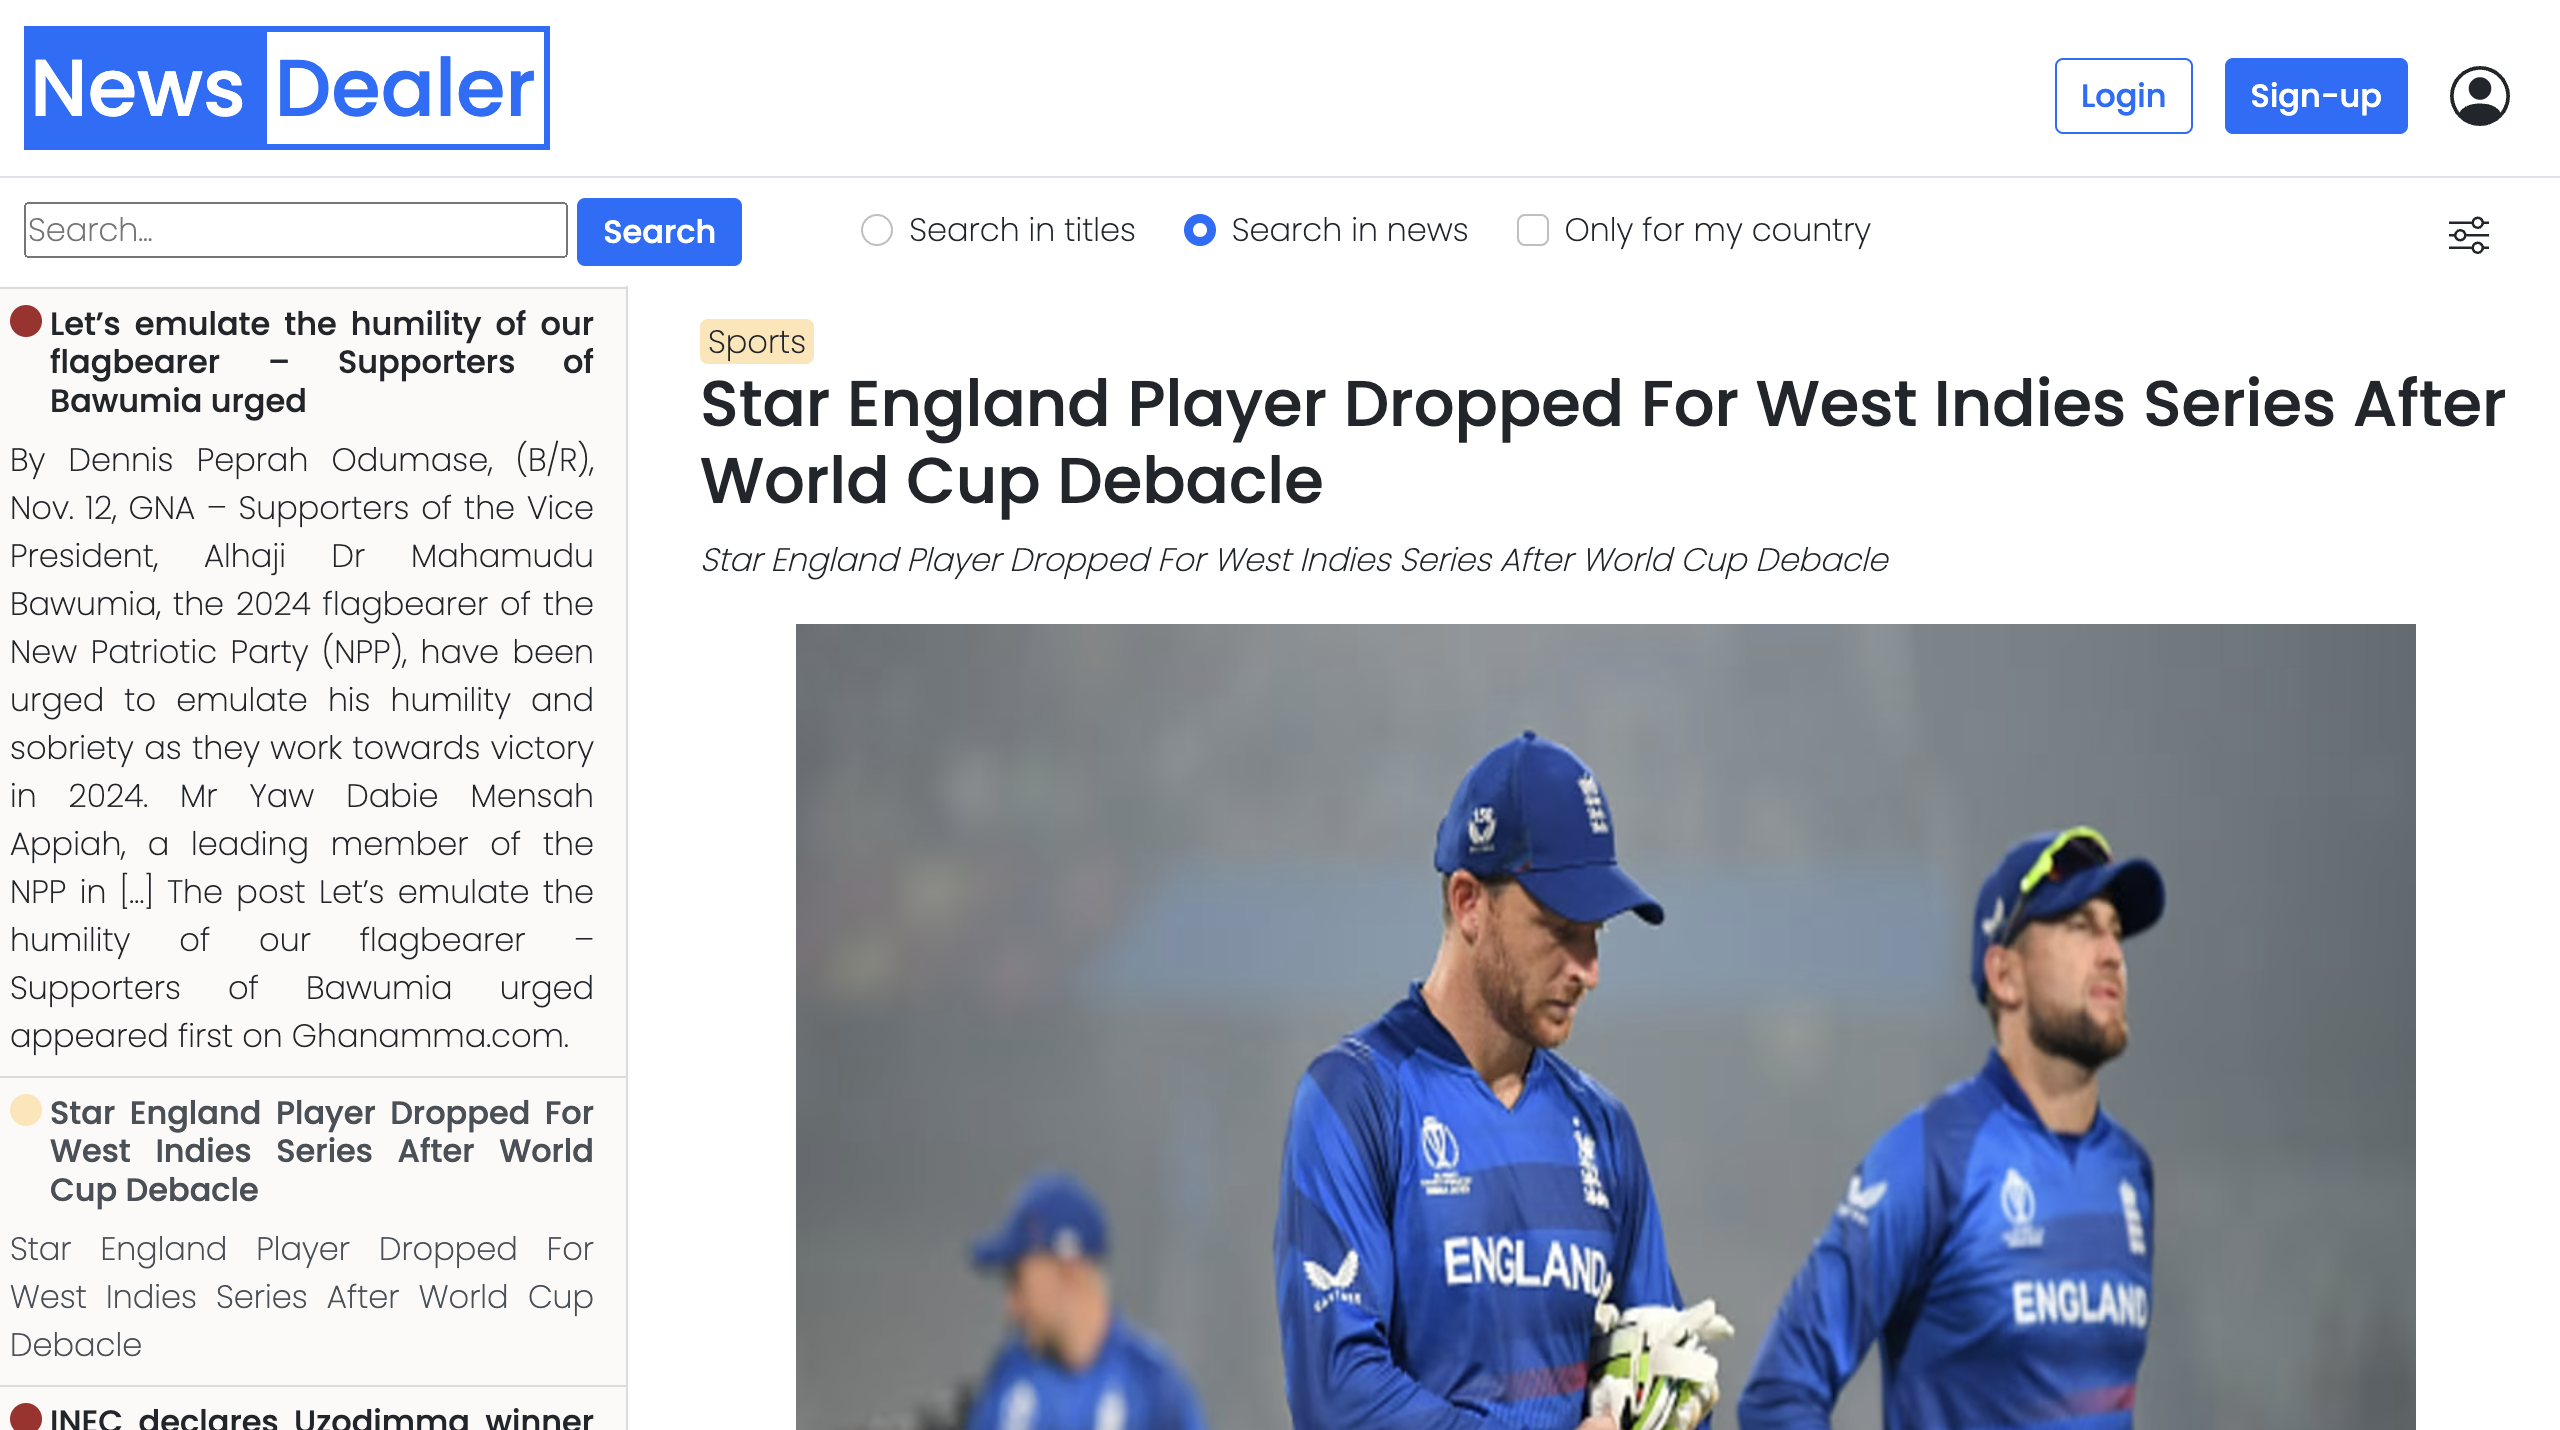 News Dealer
Login
Sign-up
Search...
Search
Search in titles
Search in news
Only for my country
Let’s emulate the humility of our
flagbearer – Supporters of
Bawumia urged
By Dennis Peprah Odumase, (B/R),
Nov. 12, GNA – Supporters of the Vice
President, Alhaji Dr Mahamudu
Bawumia, the 2024 flagbearer of the
New Patriotic Party (NPP), have been
urged to emulate his humility and
sobriety as they work towards victory
in 2024. Mr Yaw Dabie Mensah
Appiah, a leading member of the
NPP in [...] The post Let’s emulate the
humility of our flagbearer –
Supporters of Bawumia urged
appeared first on Ghanamma.com.
Star England Player Dropped For
West Indies Series After World
Cup Debacle
Star England Player Dropped For
West Indies Series After World Cup
Debacle
INEC declares Uzodimma winner
Sports
Star England Player Dropped For West Indies Series After
World Cup Debacle
Star England Player Dropped For West Indies Series After World Cup Debacle
ENGLAND
ENGLAND